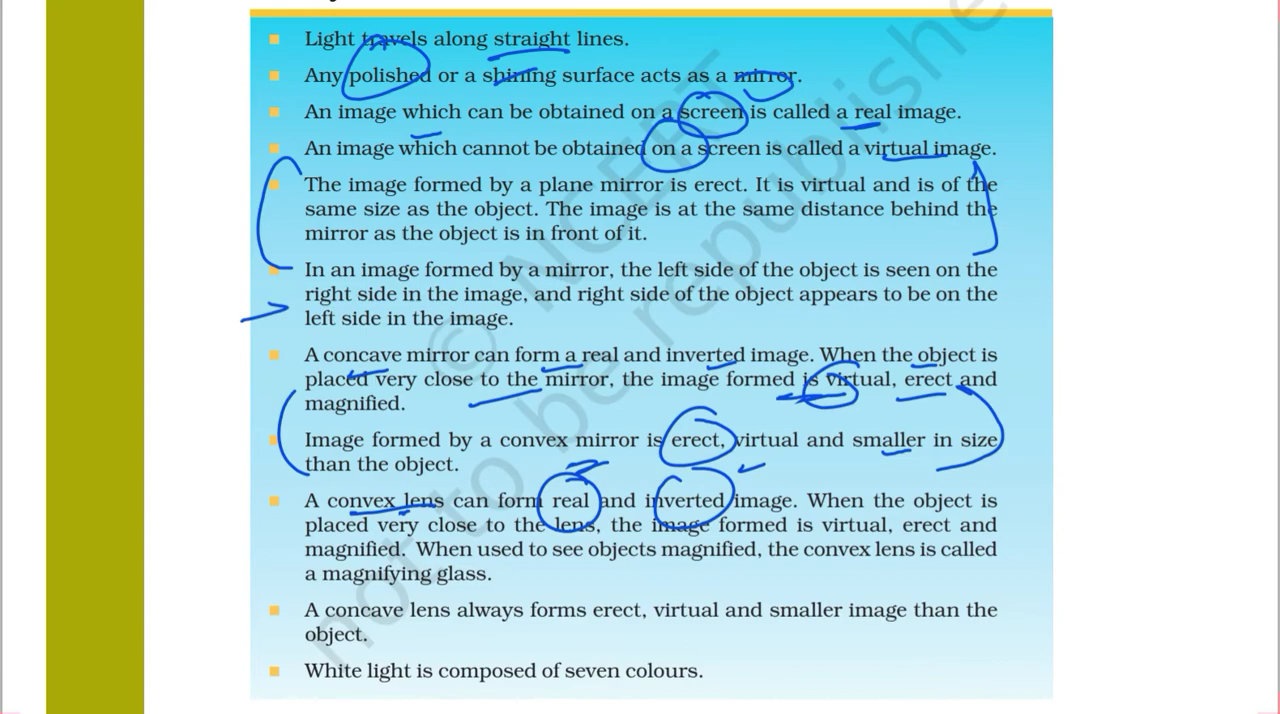 Light travels along straight lines.
Any polished or a shining surface acts as a mirror.
An image which can be obtained on a screen is called a real image.
An image which cannot be obtained on a screen is called a virtual image.
The image formed by a plane mirror is erect. It is virtual and is of the
same size as the object. The image is at the same distance behind the
mirror as the object is in front of it.
In an image formed by a mirror, the left side of the object is seen on the
right side in the image, and right side of the object appears to be on the
left side in the image.
A concave mirror can form a real and inverted image. When the object is
placed very close to the mirror, the image formed is virtual, erect and
magnified.
Image formed by a convex mirror is erect, virtual and smaller in size
than the object.
A convex lens can form real and inverted image. When the object is
placed very close to the lens, the image formed is virtual, erect and
magnified. When used to see objects magnified, the convex lens is called
a magnifying glass.
A concave lens always forms erect, virtual and smaller image than the
object.
White light is composed of seven colours.
© NCERT
not to be republishe